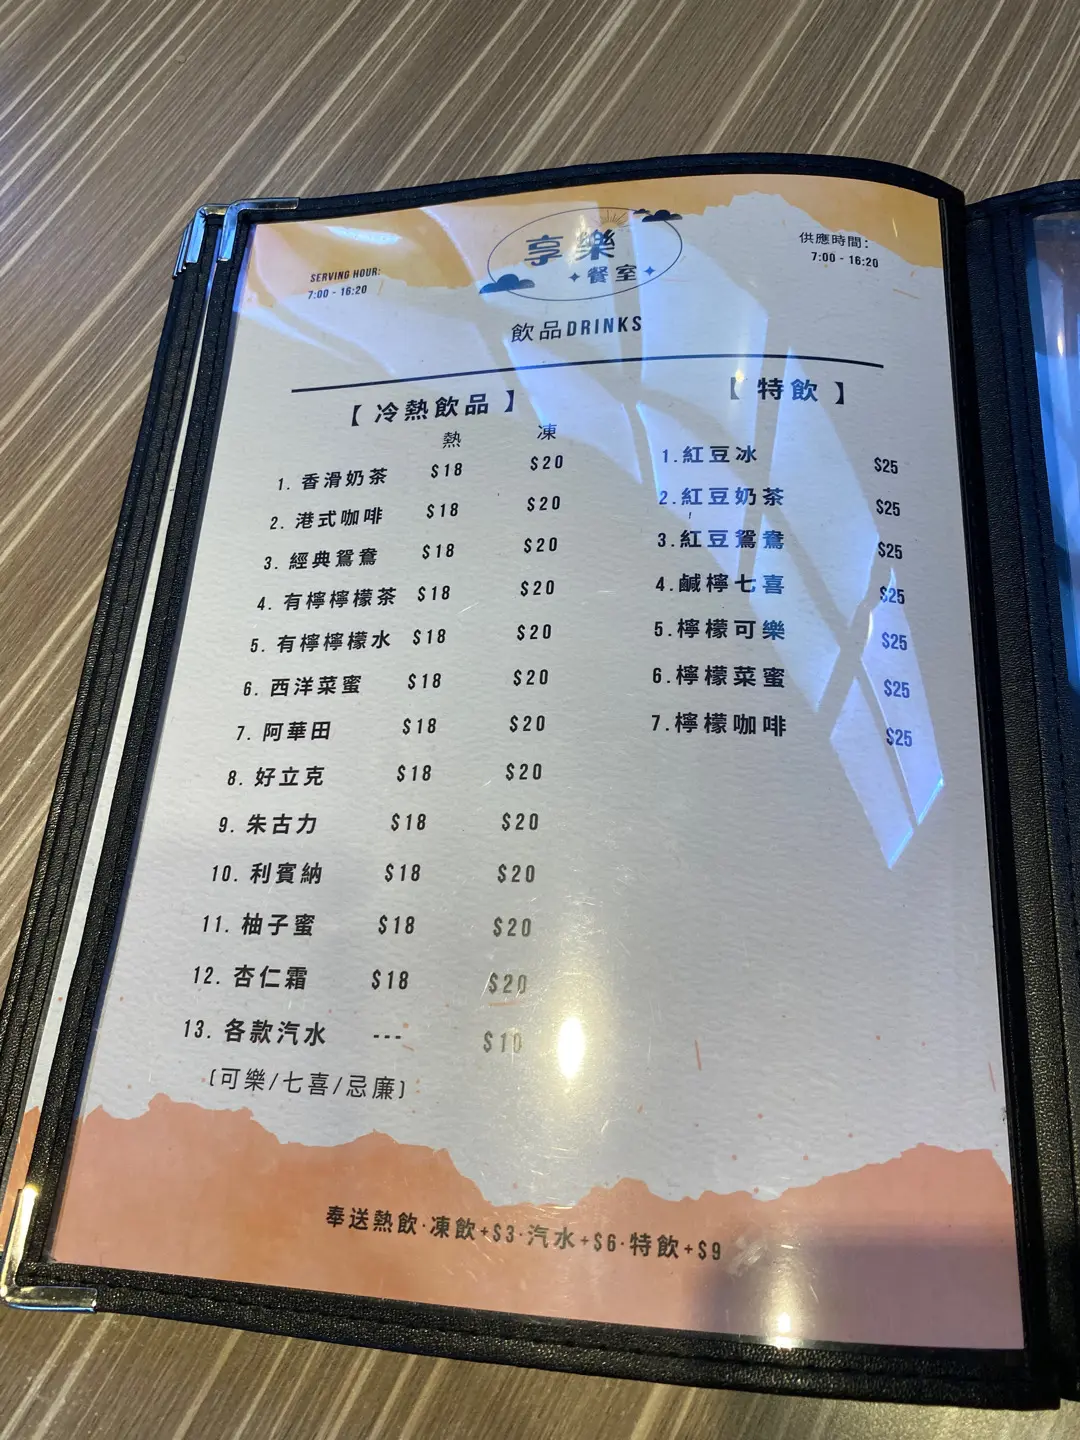 享樂
餐室
SERVING HOUR:
7:00 - 16:20
供應時間:
7:00 - 16:20
飲品DRINKS
【 冷熱飲品 】
熱 凍
1. 香滑奶茶 $18 $20
2. 港式咖啡 $18 $20
3. 經典鴛鴦 $18 $20
4. 有檸檸檬茶 $18 $20
5. 有檸檸檬水 $18 $20
6. 西洋菜蜜 $18 $20
7. 阿華田 $18 $20
8. 好立克 $18 $20
9. 朱古力 $18 $20
10. 利賓納 $18 $20
11. 柚子蜜 $18 $20
12. 杏仁霜 $18 $20
13. 各款汽水 --- $10
(可樂/七喜/忌廉)
【 特飲 】
1.紅豆冰 $25
2.紅豆奶茶 $25
3.紅豆鴛鴦 $25
4.鹹檸七喜 $25
5.檸檬可樂 $25
6.檸檬菜蜜 $25
7.檸檬咖啡 $25
奉送熱飲·凍飲+$3·汽水+$6·特飲+$9